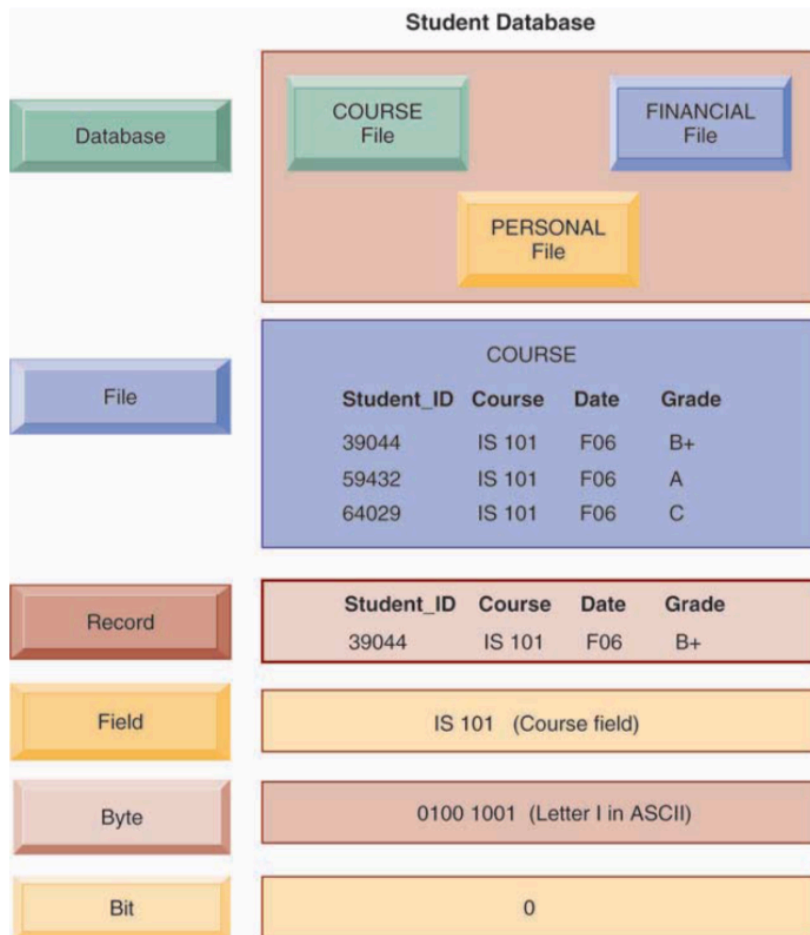 Student Database
Database
COURSE
File
FINANCIAL
File
PERSONAL
File
File
COURSE
Student_ID Course Date Grade
39044 IS 101 F06 B+
59432 IS 101 F06 A
64029 IS 101 F06 C
Record
Student_ID Course Date Grade
39044 IS 101 F06 B+
Field
IS 101 (Course field)
Byte
0100 1001 (Letter I in ASCII)
Bit
0